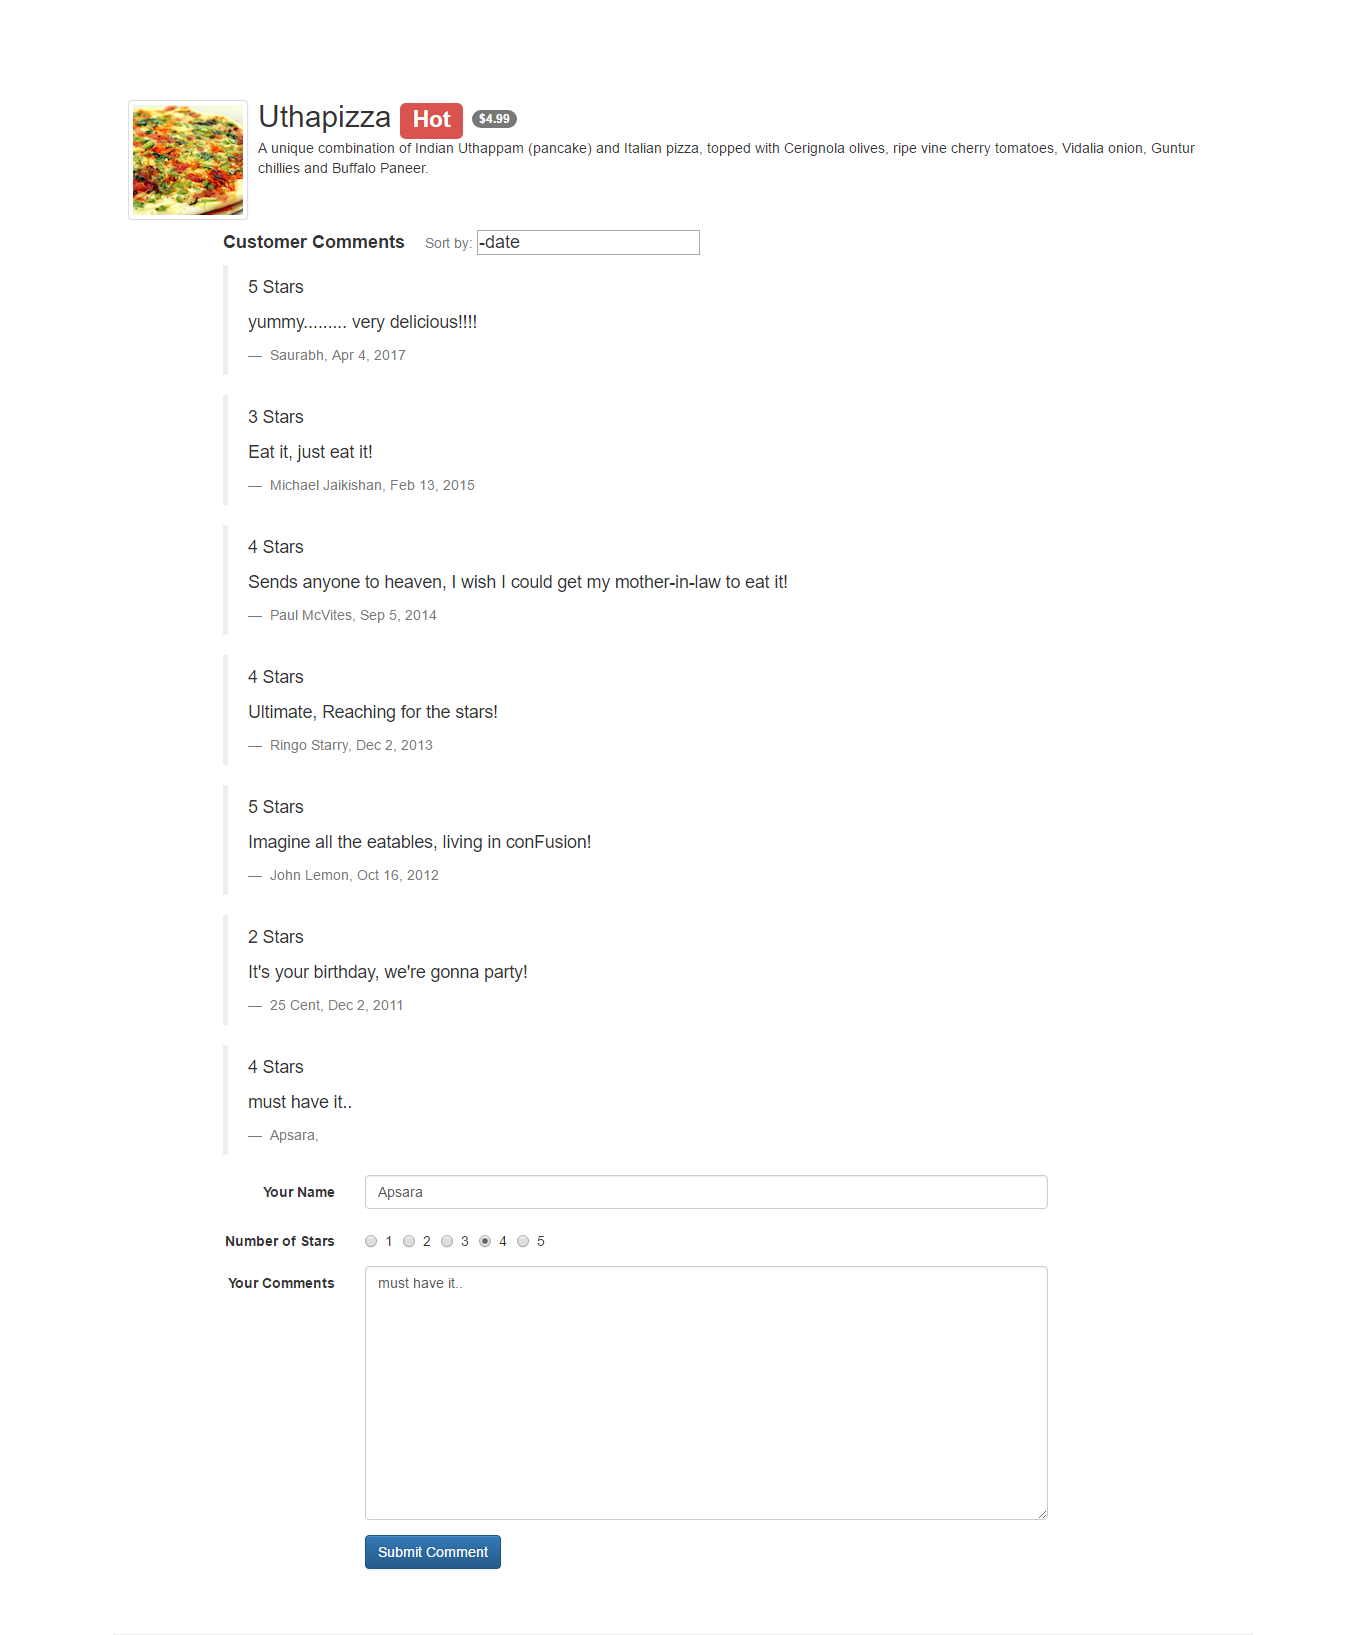 Uthapizza Hot $4.99
A unique combination of Indian Uthappam (pancake) and Italian pizza, topped with Cerignola olives, ripe vine cherry tomatoes, Vidalia onion, Guntur
chillies and Buffalo Paneer.
Customer Comments Sort by: -date
5 Stars
yummy......... very delicious!!!!
— Saurabh, Apr 4, 2017
3 Stars
Eat it, just eat it!
— Michael Jaikishan, Feb 13, 2015
4 Stars
Sends anyone to heaven, I wish I could get my mother-in-law to eat it!
— Paul McVites, Sep 5, 2014
4 Stars
Ultimate, Reaching for the stars!
— Ringo Starry, Dec 2, 2013
5 Stars
Imagine all the eatables, living in conFusion!
— John Lemon, Oct 16, 2012
2 Stars
It's your birthday, we're gonna party!
— 25 Cent, Dec 2, 2011
4 Stars
must have it..
— Apsara,
Your Name Apsara
Number of Stars 1 2 3 4 5
Your Comments must have it..
Submit Comment